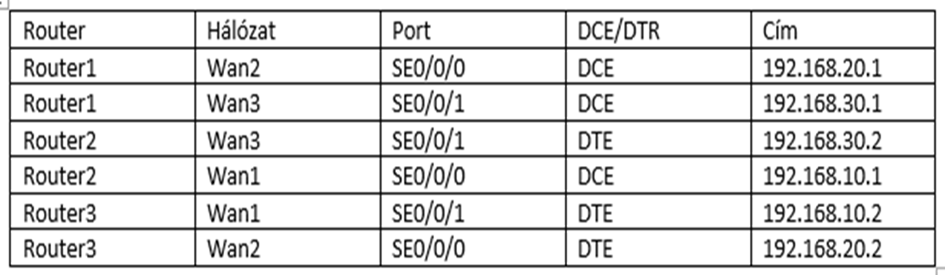 Router Hálózat Port DCE/DTR Cím
Router1 Wan2 SE0/0/0 DCE 192.168.20.1
Router1 Wan3 SE0/0/1 DCE 192.168.30.1
Router2 Wan3 SE0/0/1 DTE 192.168.30.2
Router2 Wan1 SE0/0/0 DCE 192.168.10.1
Router3 Wan1 SE0/0/1 DTE 192.168.10.2
Router3 Wan2 SE0/0/0 DTE 192.168.20.2